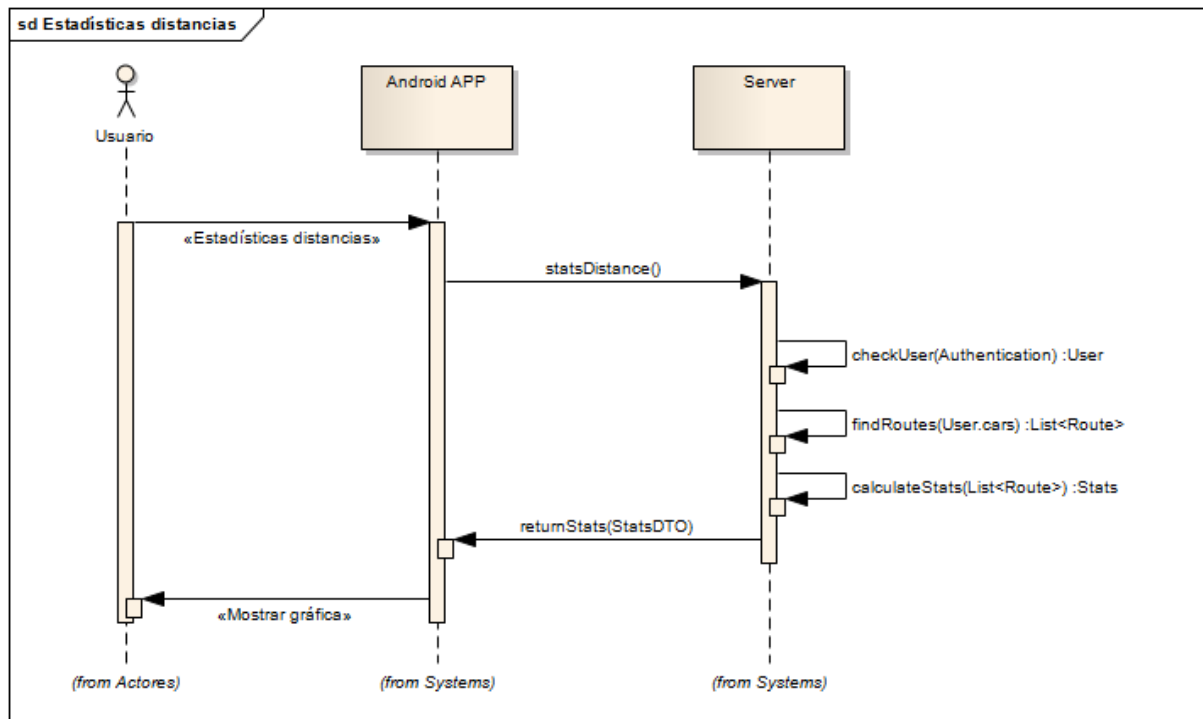 sd Estadísticas distancias
Usuario
Android APP
Server
«Estadísticas distancias»
statsDistance()
checkUser(Authentication) :User
findRoutes(User.cars) :List<Route>
calculateStats(List<Route>) :Stats
returnStats(StatsDTO)
«Mostrar gráfica»
(from Actores)
(from Systems)
(from Systems)